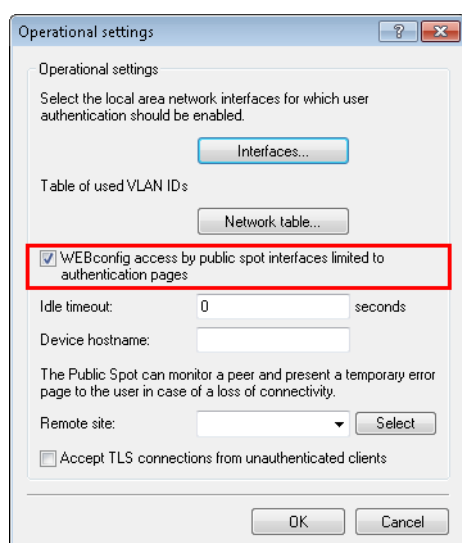 Operational settings
?
Operational settings
Select the local area network interfaces for which user
authentication should be enabled.
Interfaces...
Table of used VLAN IDs
Network table...
WEBconfig access by public spot interfaces limited to
authentication pages
Idle timeout: 0 seconds
Device hostname:
The Public Spot can monitor a peer and present a temporary error
page to the user in case of a loss of connectivity.
Remote site: Select
Accept TLS connections from unauthenticated clients
OK Cancel